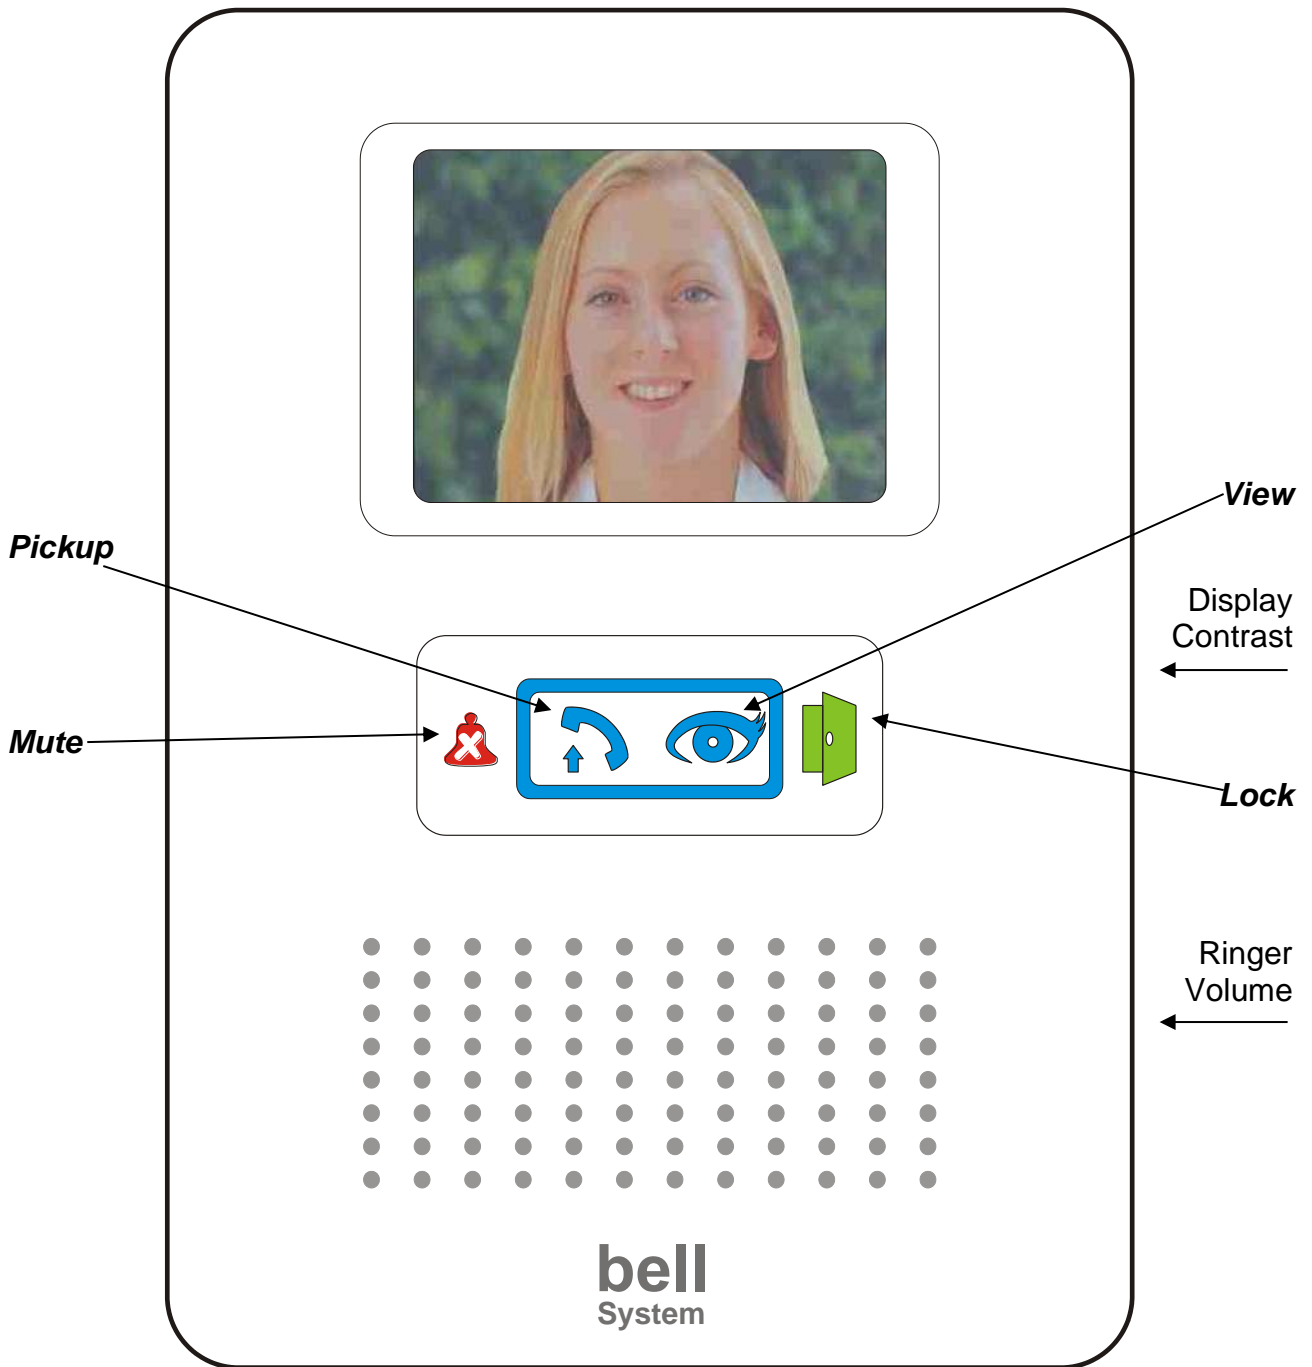 View
Pickup
Display
Contrast
Mute
Lock
Ringer
Volume
bell
System